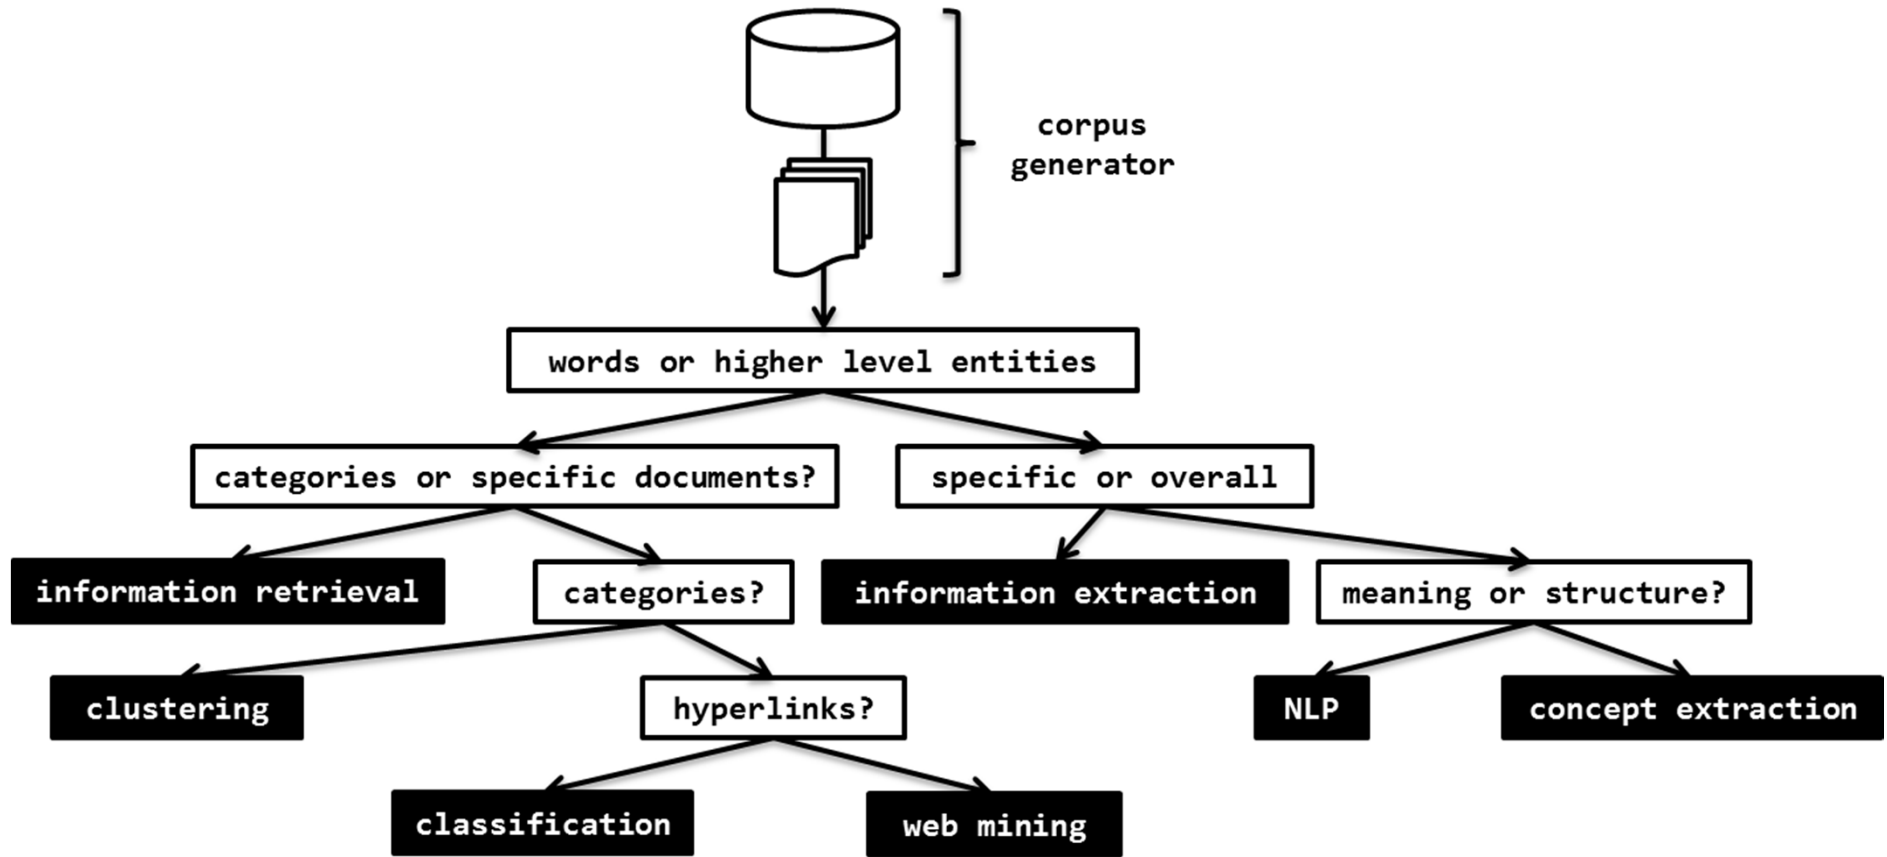 corpus
generator
words or higher level entities
categories or specific documents?
specific or overall
information retrieval
categories?
information extraction
meaning or structure?
clustering
hyperlinks?
NLP
concept extraction
classification
web mining